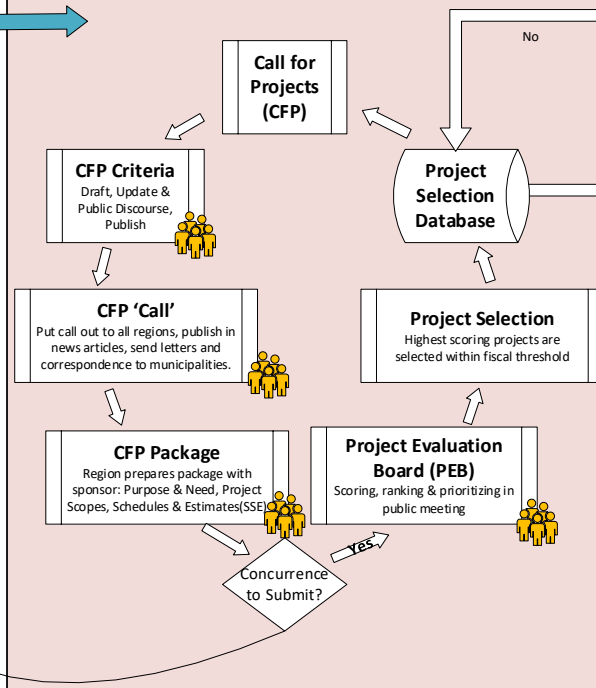 No
Call for
Projects
(CFP)
CFP Criteria
Draft, Update &
Public Discourse,
Publish
Project
Selection
Database
CFP ‘Call’
Put call out to all regions, publish in
news articles, send letters and
correspondence to municipalities.
Project Selection
Highest scoring projects are
selected within fiscal threshold
CFP Package
Region prepares package with
sponsor: Purpose & Need, Project
Scopes, Schedules & Estimates(SSE)
Project Evaluation
Board (PEB)
Scoring, ranking & prioritizing in
public meeting
Yes
Concurrence
to Submit?